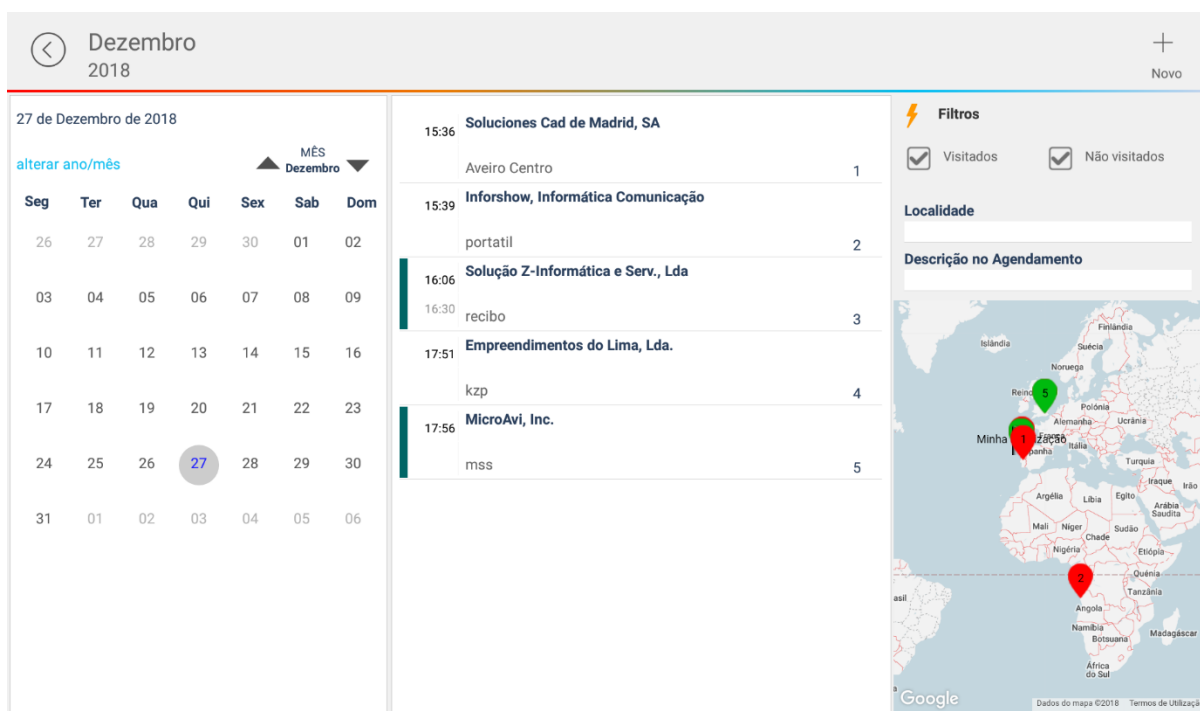 Dezembro
2018
Novo
27 de Dezembro de 2018
alterar ano/mês
MÊS
Dezembro
Seg Ter Qua Qui Sex Sab Dom
26 27 28 29 30 01 02
03 04 05 06 07 08 09
10 11 12 13 14 15 16
17 18 19 20 21 22 23
24 25 26 27 28 29 30
31 01 02 03 04 05 06
15:36 Soluciones Cad de Madrid, SA
Aveiro Centro 1
15:39 Inforshow, Informática Comunicação
portatil 2
16:06 Solução Z-Informática e Serv., Lda
16:30 recibo 3
17:51 Empreendimentos do Lima, Lda.
kzp 4
17:56 MicroAvi, Inc.
mss 5
Filtros
Visitados Não visitados
Localidade
Descrição no Agendamento
Finlândia
Islândia
Suécia
Noruega
Reino
5
Polónia
Alemanha Ucrânia
Minha 1
Itália
Turquia
Iraque Irão
Argélia Líbia Egito
Arábia
Saudita
Mali Níger Sudão
Chade
Nigéria Etiópia
Quénia
2
Tanzânia
Angola
Namíbia
Botsuana Madagáscar
África
do Sul
Google
Dados do mapa ©2018 Termos de Utilizaçã